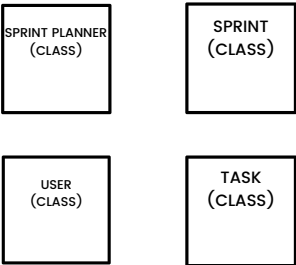 SPRINT PLANNER
(CLASS)
SPRINT
(CLASS)
USER
(CLASS)
TASK
(CLASS)